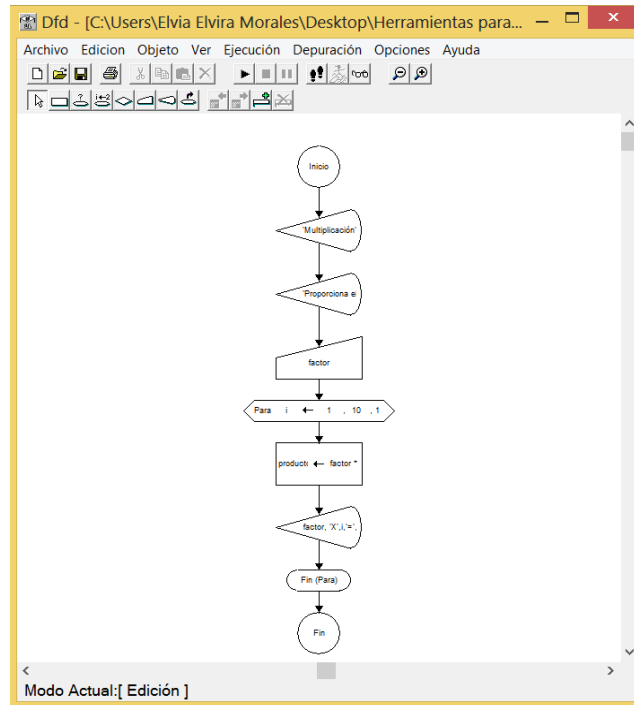 Dfd - [C:\Users\Elvia Elvira Morales\Desktop\Herramientas para...
Archivo Edicion Objeto Ver Ejecución Depuración Opciones Ayuda
Inicio
'Multiplicación'
'Proporciona e
factor
Para i ← 1 , 10 , 1
product ← factor *
factor, 'X',i,'=',
Fin (Para)
Fin
Modo Actual:[ Edición ]